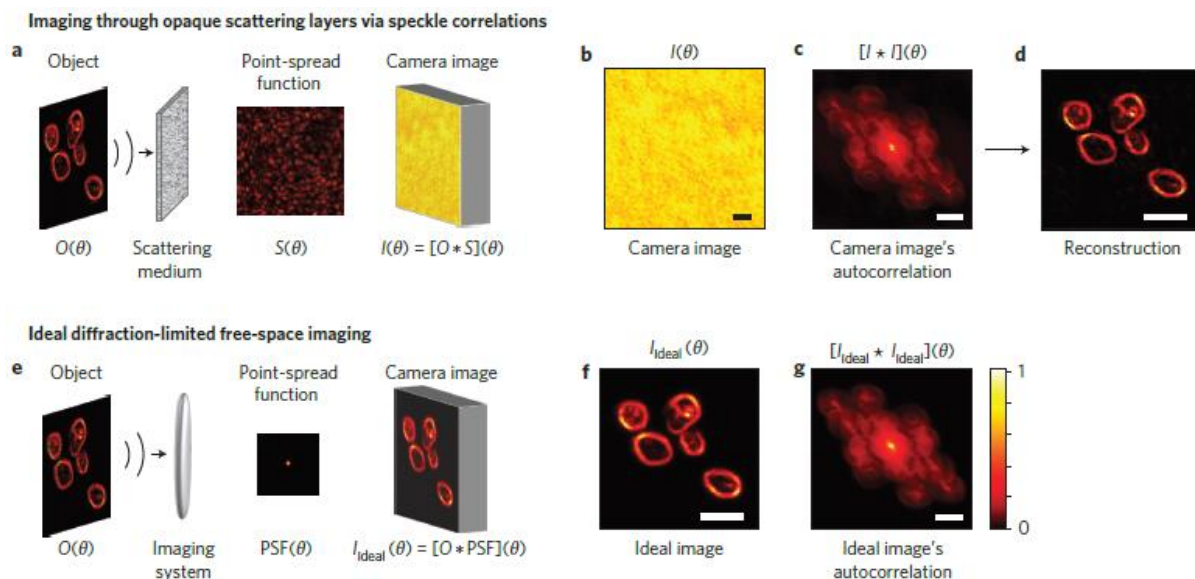 Imaging through opaque scattering layers via speckle correlations
a
Object
Point-spread
function
Camera image
O(θ)
Scattering
medium
S(θ)
I(θ) = [O * S](θ)
b
I(θ)
Camera image
c
[I ⋆ I](θ)
Camera image's
autocorrelation
d
Reconstruction
Ideal diffraction-limited free-space imaging
e
Object
Point-spread
function
Camera image
O(θ)
Imaging
system
PSF(θ)
I_Ideal (θ) = [O * PSF](θ)
f
I_Ideal (θ)
Ideal image
g
[I_Ideal ⋆ I_Ideal](θ)
1
0
Ideal image's
autocorrelation